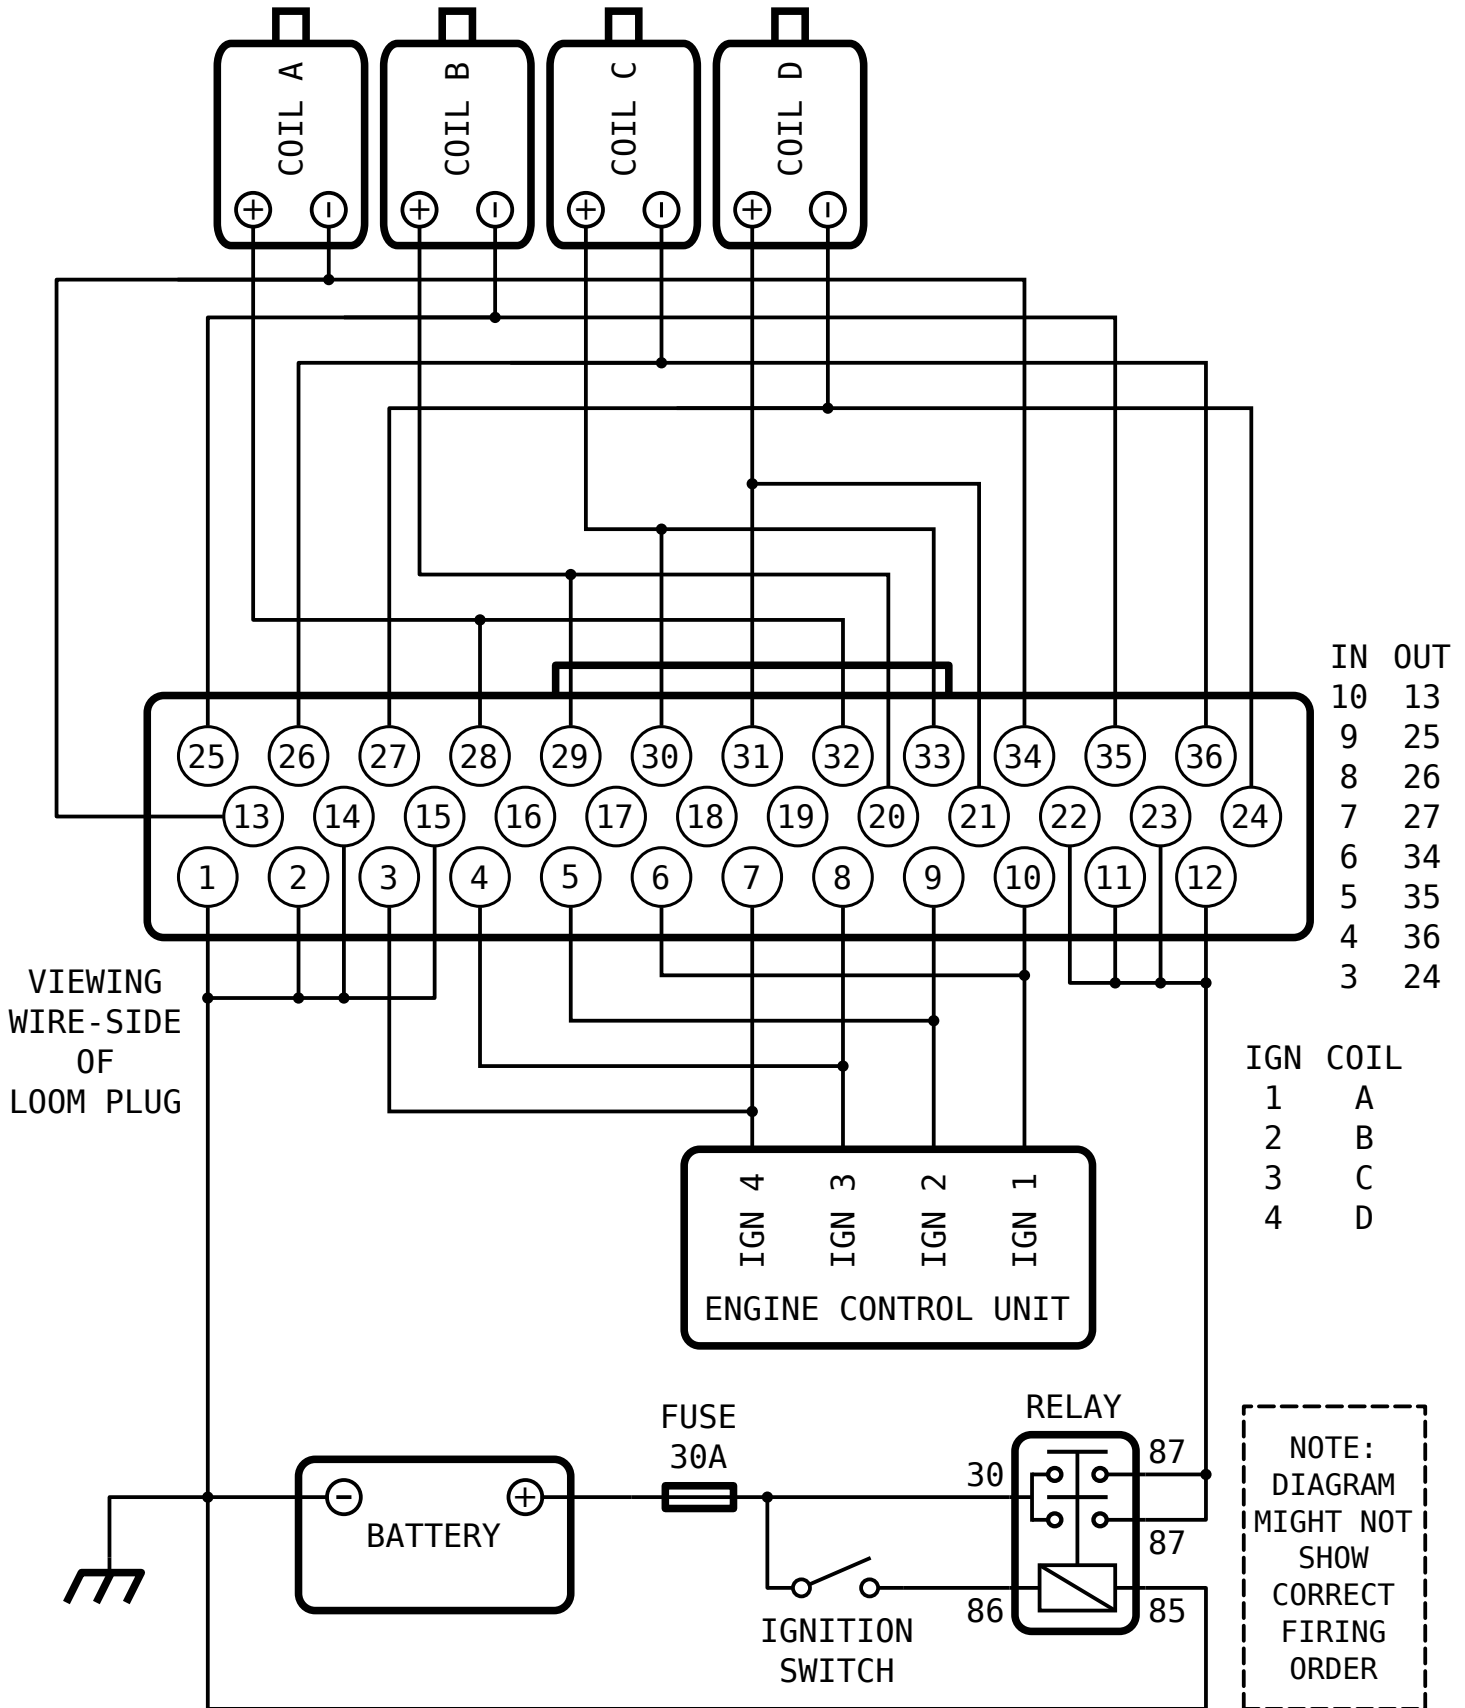 COIL A
COIL B
COIL C
COIL D
+ - + - + - + -
25 26 27 28 29 30 31 32 33 34 35 36
13 14 15 16 17 18 19 20 21 22 23 24
1 2 3 4 5 6 7 8 9 10 11 12
IN OUT
10 13
9 25
8 26
7 27
6 34
5 35
4 36
3 24
VIEWING
WIRE-SIDE
OF
LOOM PLUG
IGN COIL
1 A
2 B
3 C
4 D
IGN 4
IGN 3
IGN 2
IGN 1
ENGINE CONTROL UNIT
- +
BATTERY
FUSE
30A
IGNITION
SWITCH
RELAY
30
87
87
86
85
NOTE:
DIAGRAM
MIGHT NOT
SHOW
CORRECT
FIRING
ORDER